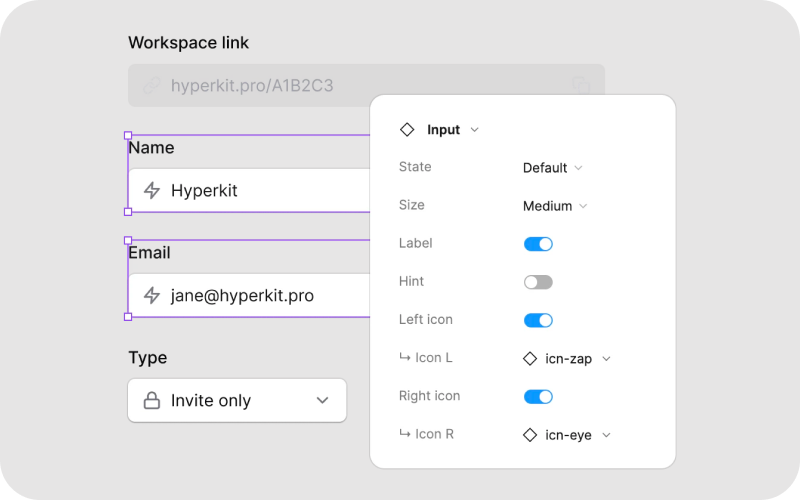 Workspace link
hyperkit.pro/A1B2C3
Name
Hyperkit
Email
jane@hyperkit.pro
Type
Invite only
Input
State Default
Size Medium
Label
Hint
Left icon
Icon L icn-zap
Right icon
Icon R icn-eye